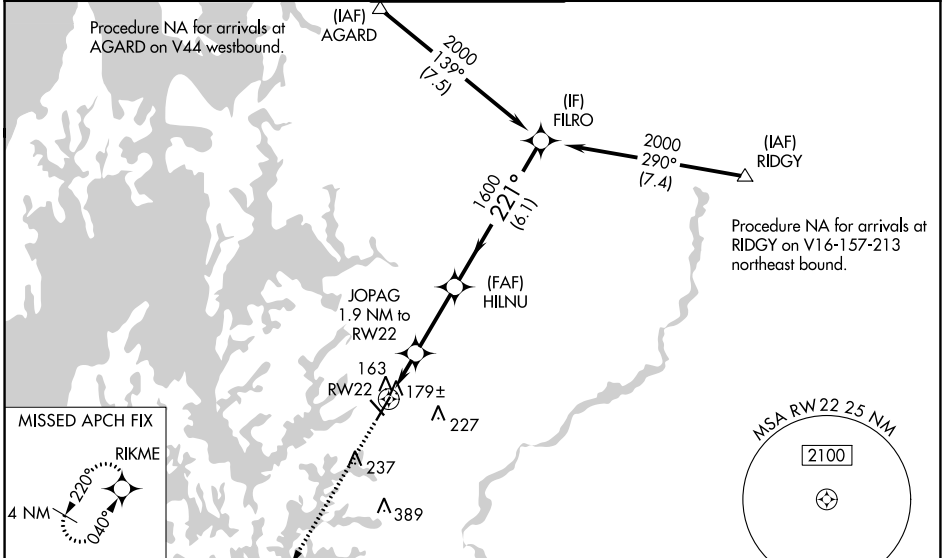 Procedure NA for arrivals at
AGARD on V44 westbound.
(IAF)
AGARD
2000
139°
(7.5)
(IF)
FILRO
2000
290°
(7.4)
(IAF)
RIDGY
1600
221°
(6.1)
Procedure NA for arrivals at
RIDGY on V16-157-213
northeast bound.
(FAF)
HILNU
JOPAG
1.9 NM to
RW22
163
RW22
179±
227
237
389
MISSED APCH FIX
RIKME
220°
4 NM
040°
MSA RW22 25 NM
2100